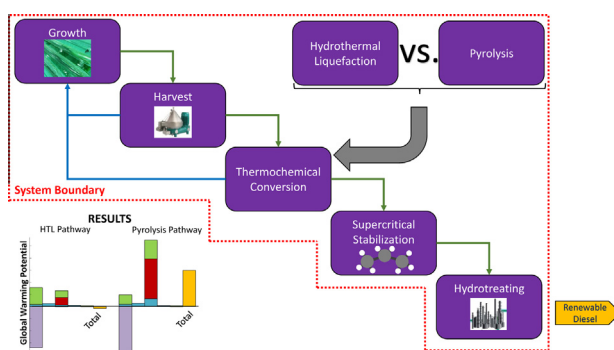 Growth
Hydrothermal
Liquefaction
VS.
Pyrolysis
Harvest
Thermochemical
Conversion
System Boundary
Supercritical
Stabilization
Hydrotreating
Renewable
Diesel
RESULTS
HTL Pathway
Pyrolysis Pathway
Global Warming Potential
Total
Total